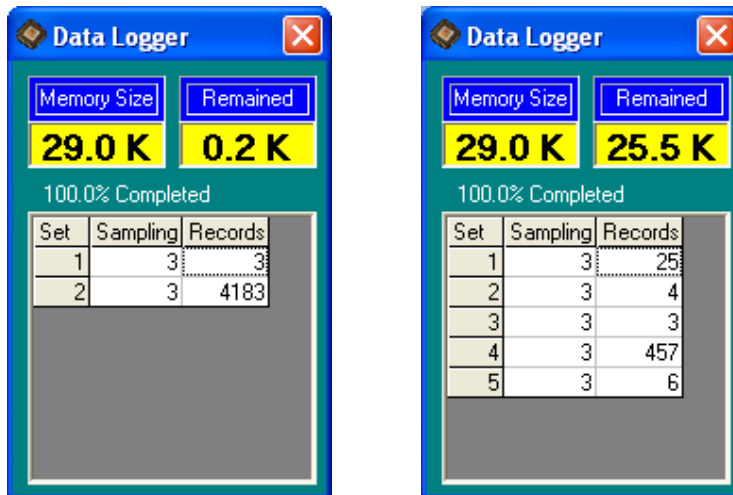 Data Logger
Memory Size Remained
29.0 K 0.2 K
100.0% Completed
Set Sampling Records
1 3 3
2 3 4183
Data Logger
Memory Size Remained
29.0 K 25.5 K
100.0% Completed
Set Sampling Records
1 3 25
2 3 4
3 3 3
4 3 457
5 3 6